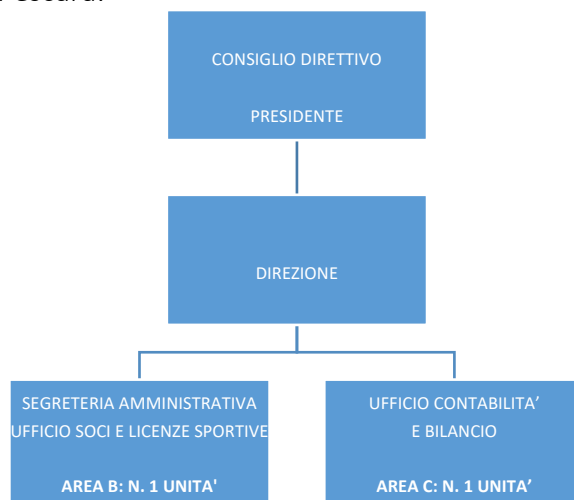 CONSIGLIO DIRETTIVO
PRESIDENTE
DIREZIONE
SEGRETERIA AMMINISTRATIVA
UFFICIO SOCI E LICENZE SPORTIVE
AREA B: N. 1 UNITA'
UFFICIO CONTABILITA’
E BILANCIO
AREA C: N. 1 UNITA’